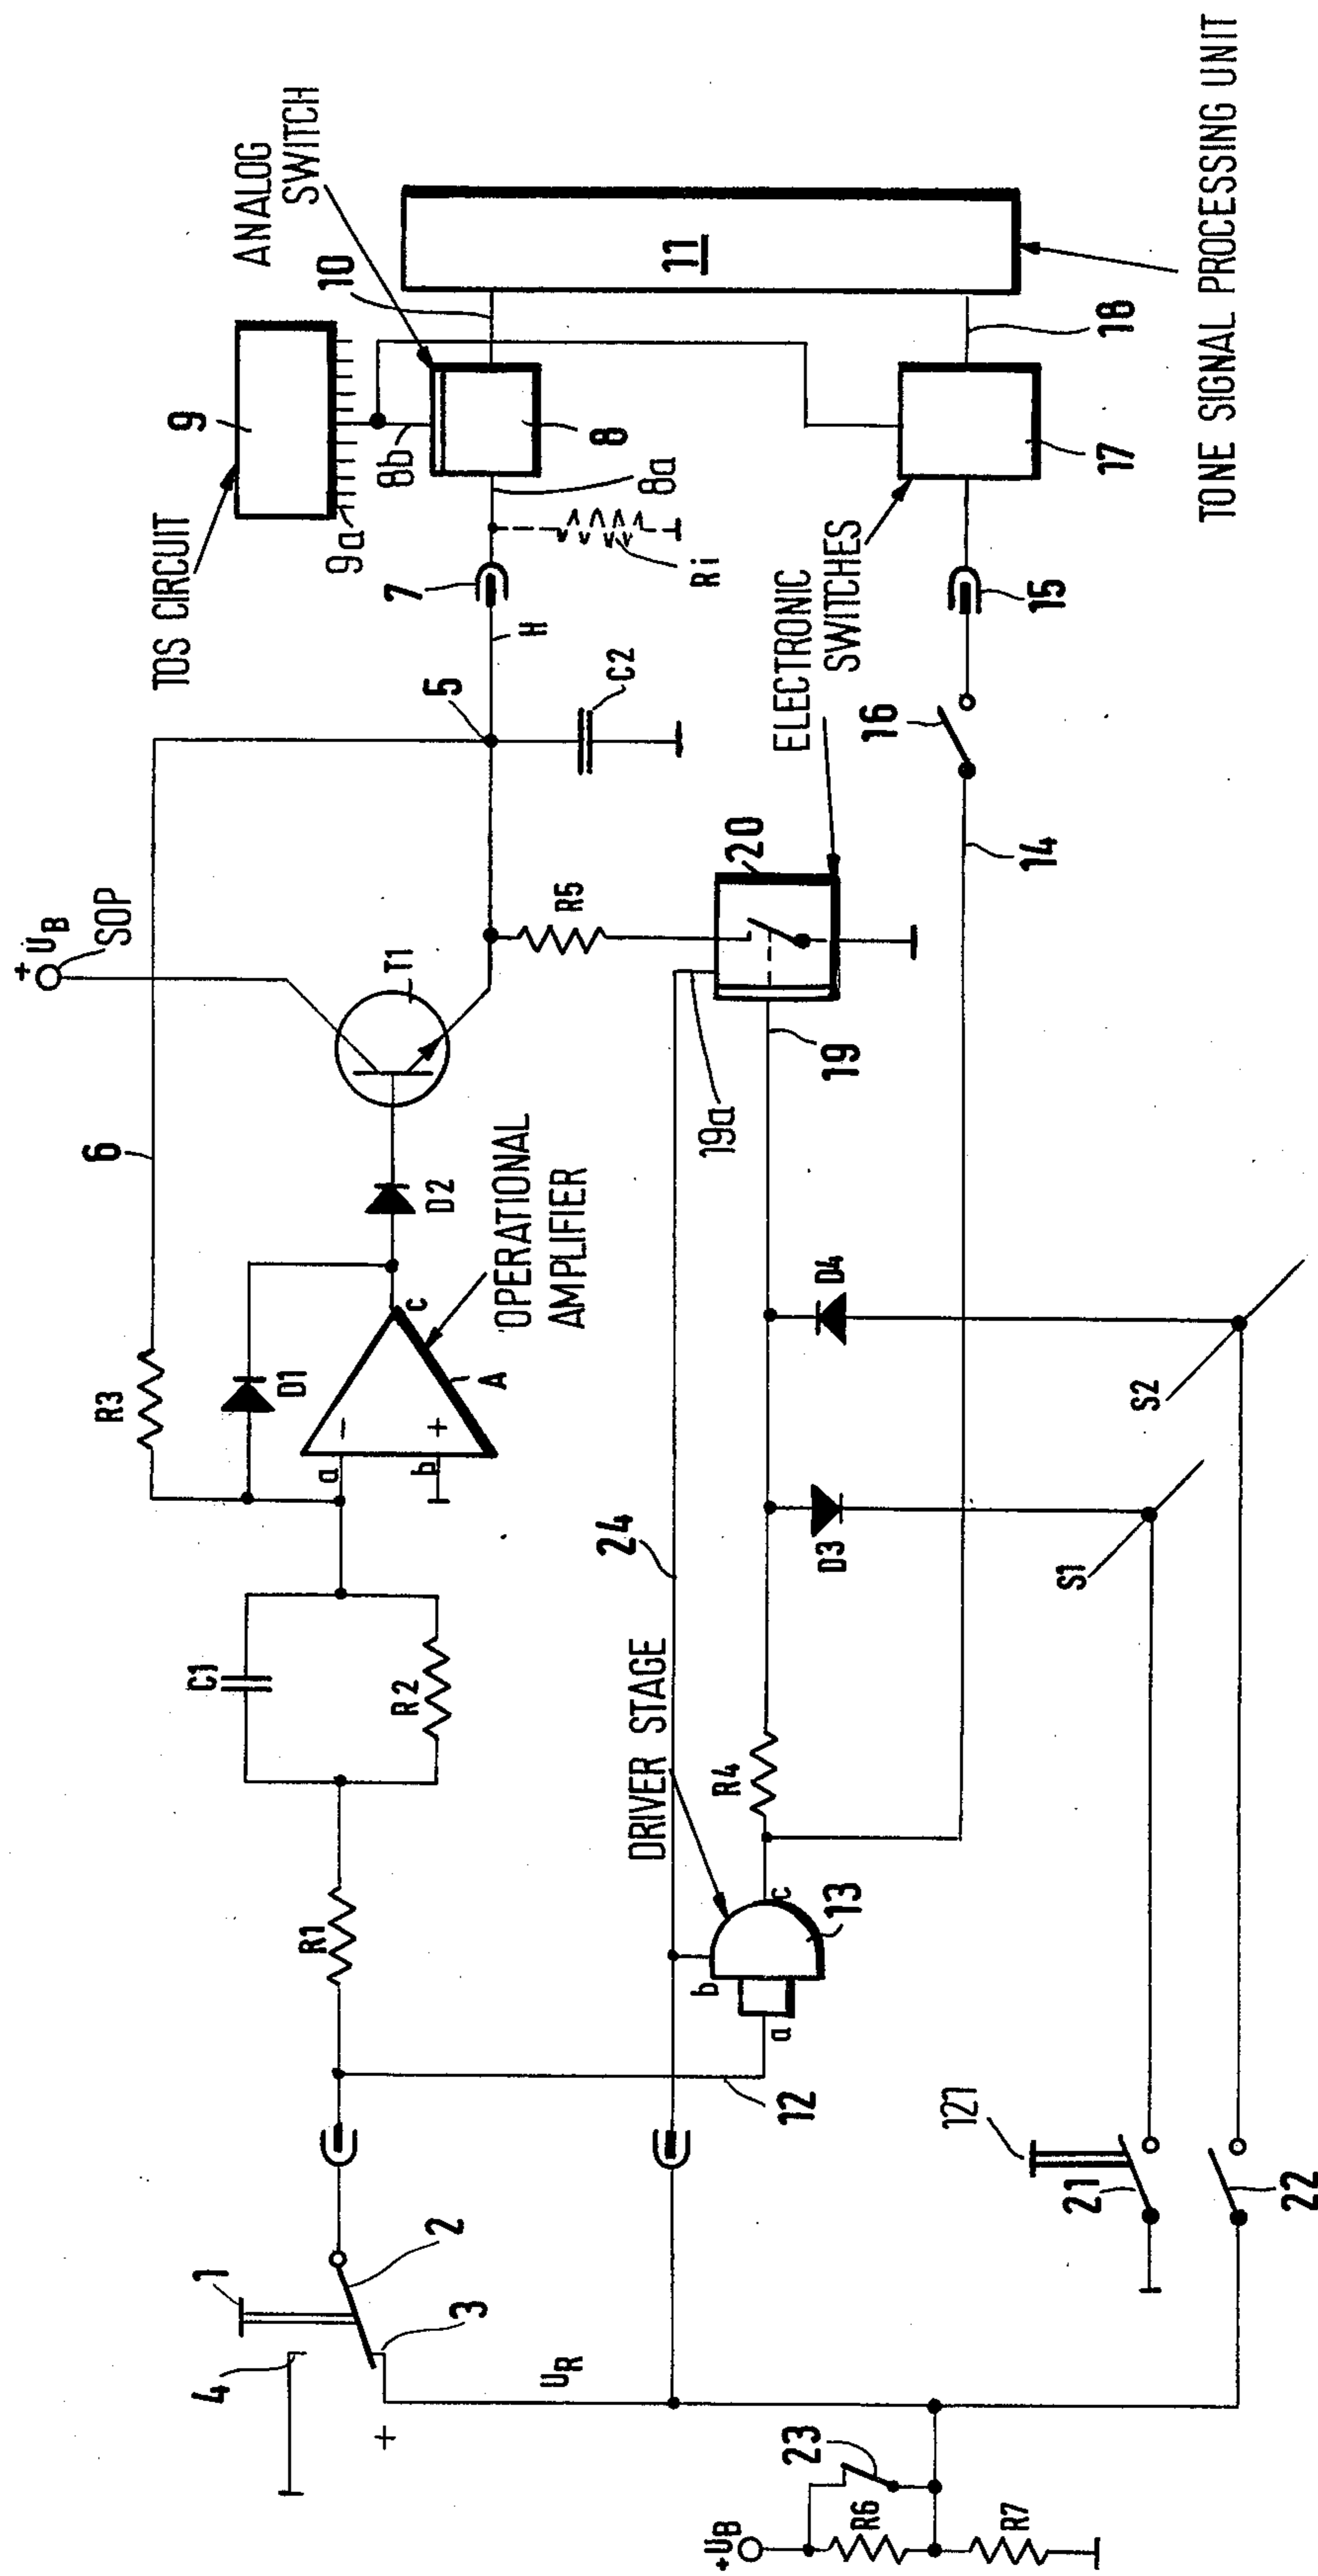 TOS CIRCUIT
9
9a
ANALOG
SWITCH
10
8b
8
8a
7
Ri
H
11
5
C2
+ UB
SOP
6
T1
R5
D2
R3
D1
a
b
c
A
OPERATIONAL
AMPLIFIER
C1
R2
R1
1
2
3
4
+
UR
ELECTRONIC
SWITCHES
20
19a
19
16
15
14
17
18
TONE SIGNAL PROCESSING UNIT
24
DRIVER STAGE
R4
D3
D4
S1
S2
b
a
c
13
12
127
21
22
23
+UB
R6
R7